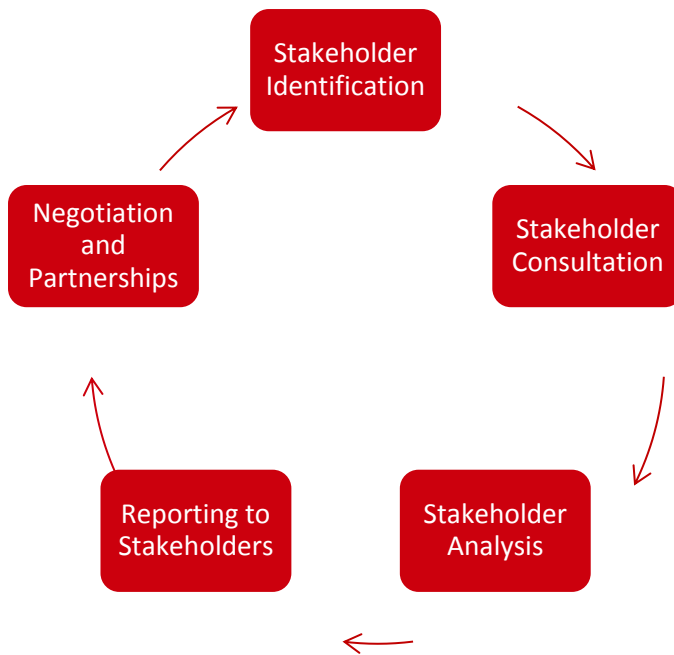 Stakeholder
Identification
Stakeholder
Consultation
Stakeholder
Analysis
Reporting to
Stakeholders
Negotiation
and
Partnerships